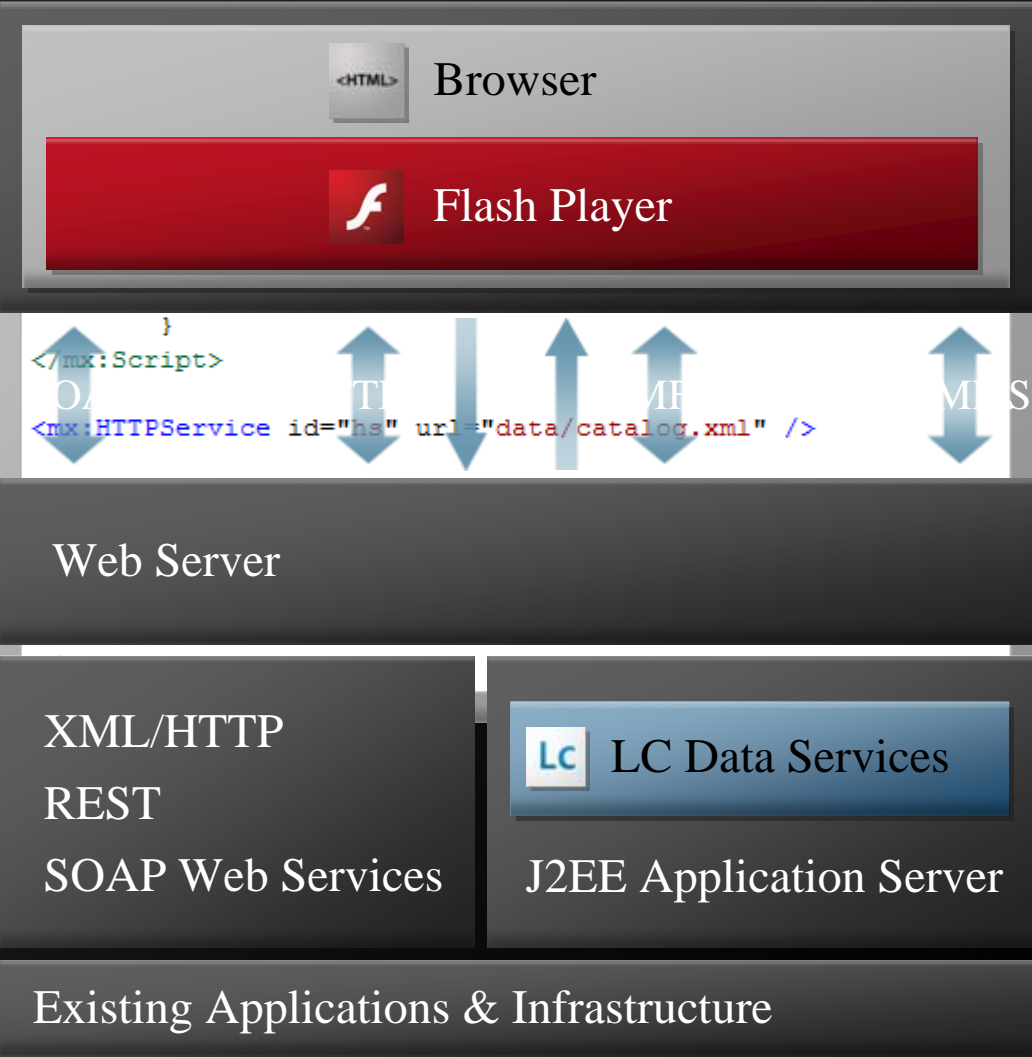 <HTML> Browser
Flash Player
}
</mx:Script>
<mx:HTTPService id="hs" url="data/catalog.xml" />
Web Server
XML/HTTP
REST
SOAP Web Services
Lc LC Data Services
J2EE Application Server
Existing Applications & Infrastructure